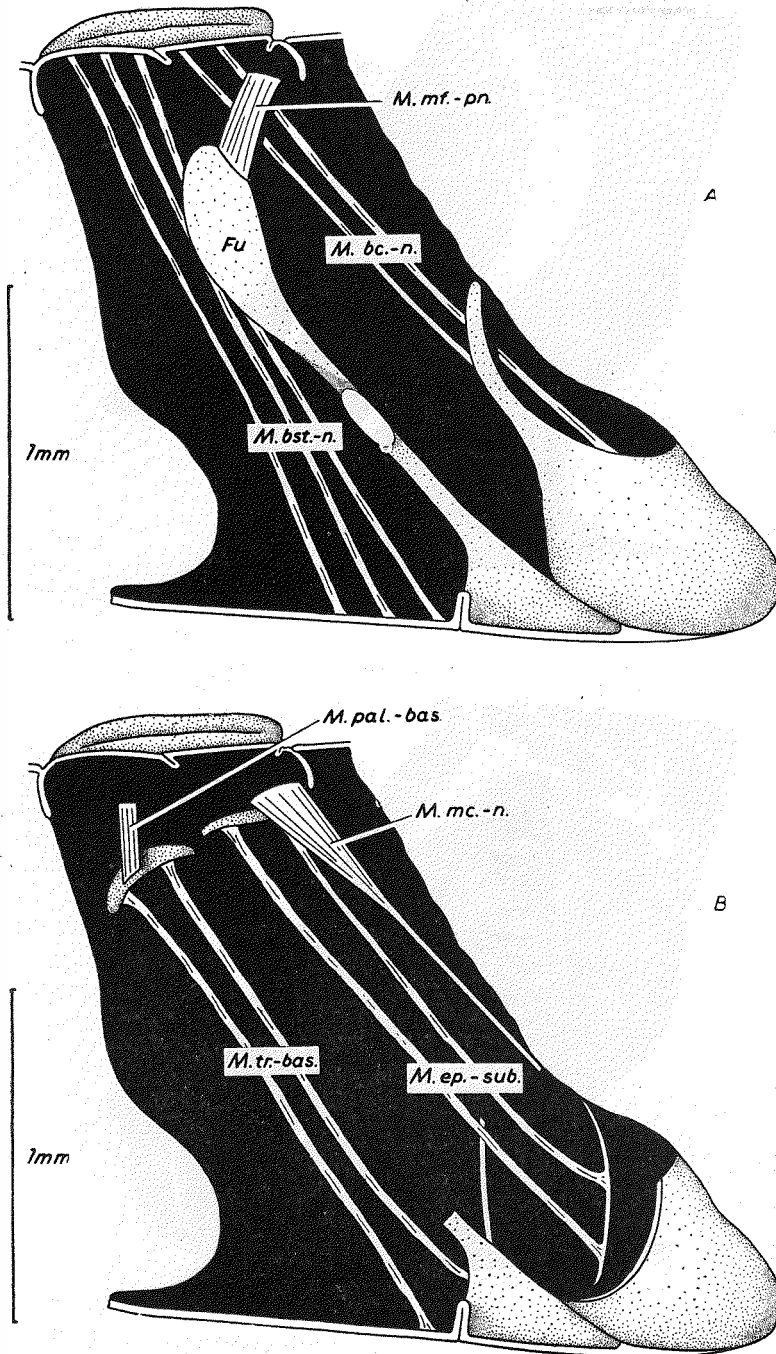 M. mf.-pn.
A
Fu
M. bc.-n.
M. bst.-n.
1mm
M. pal.-bas.
M. mc.-n.
B
M. tr.-bas.
M. ep.-sub.
1mm